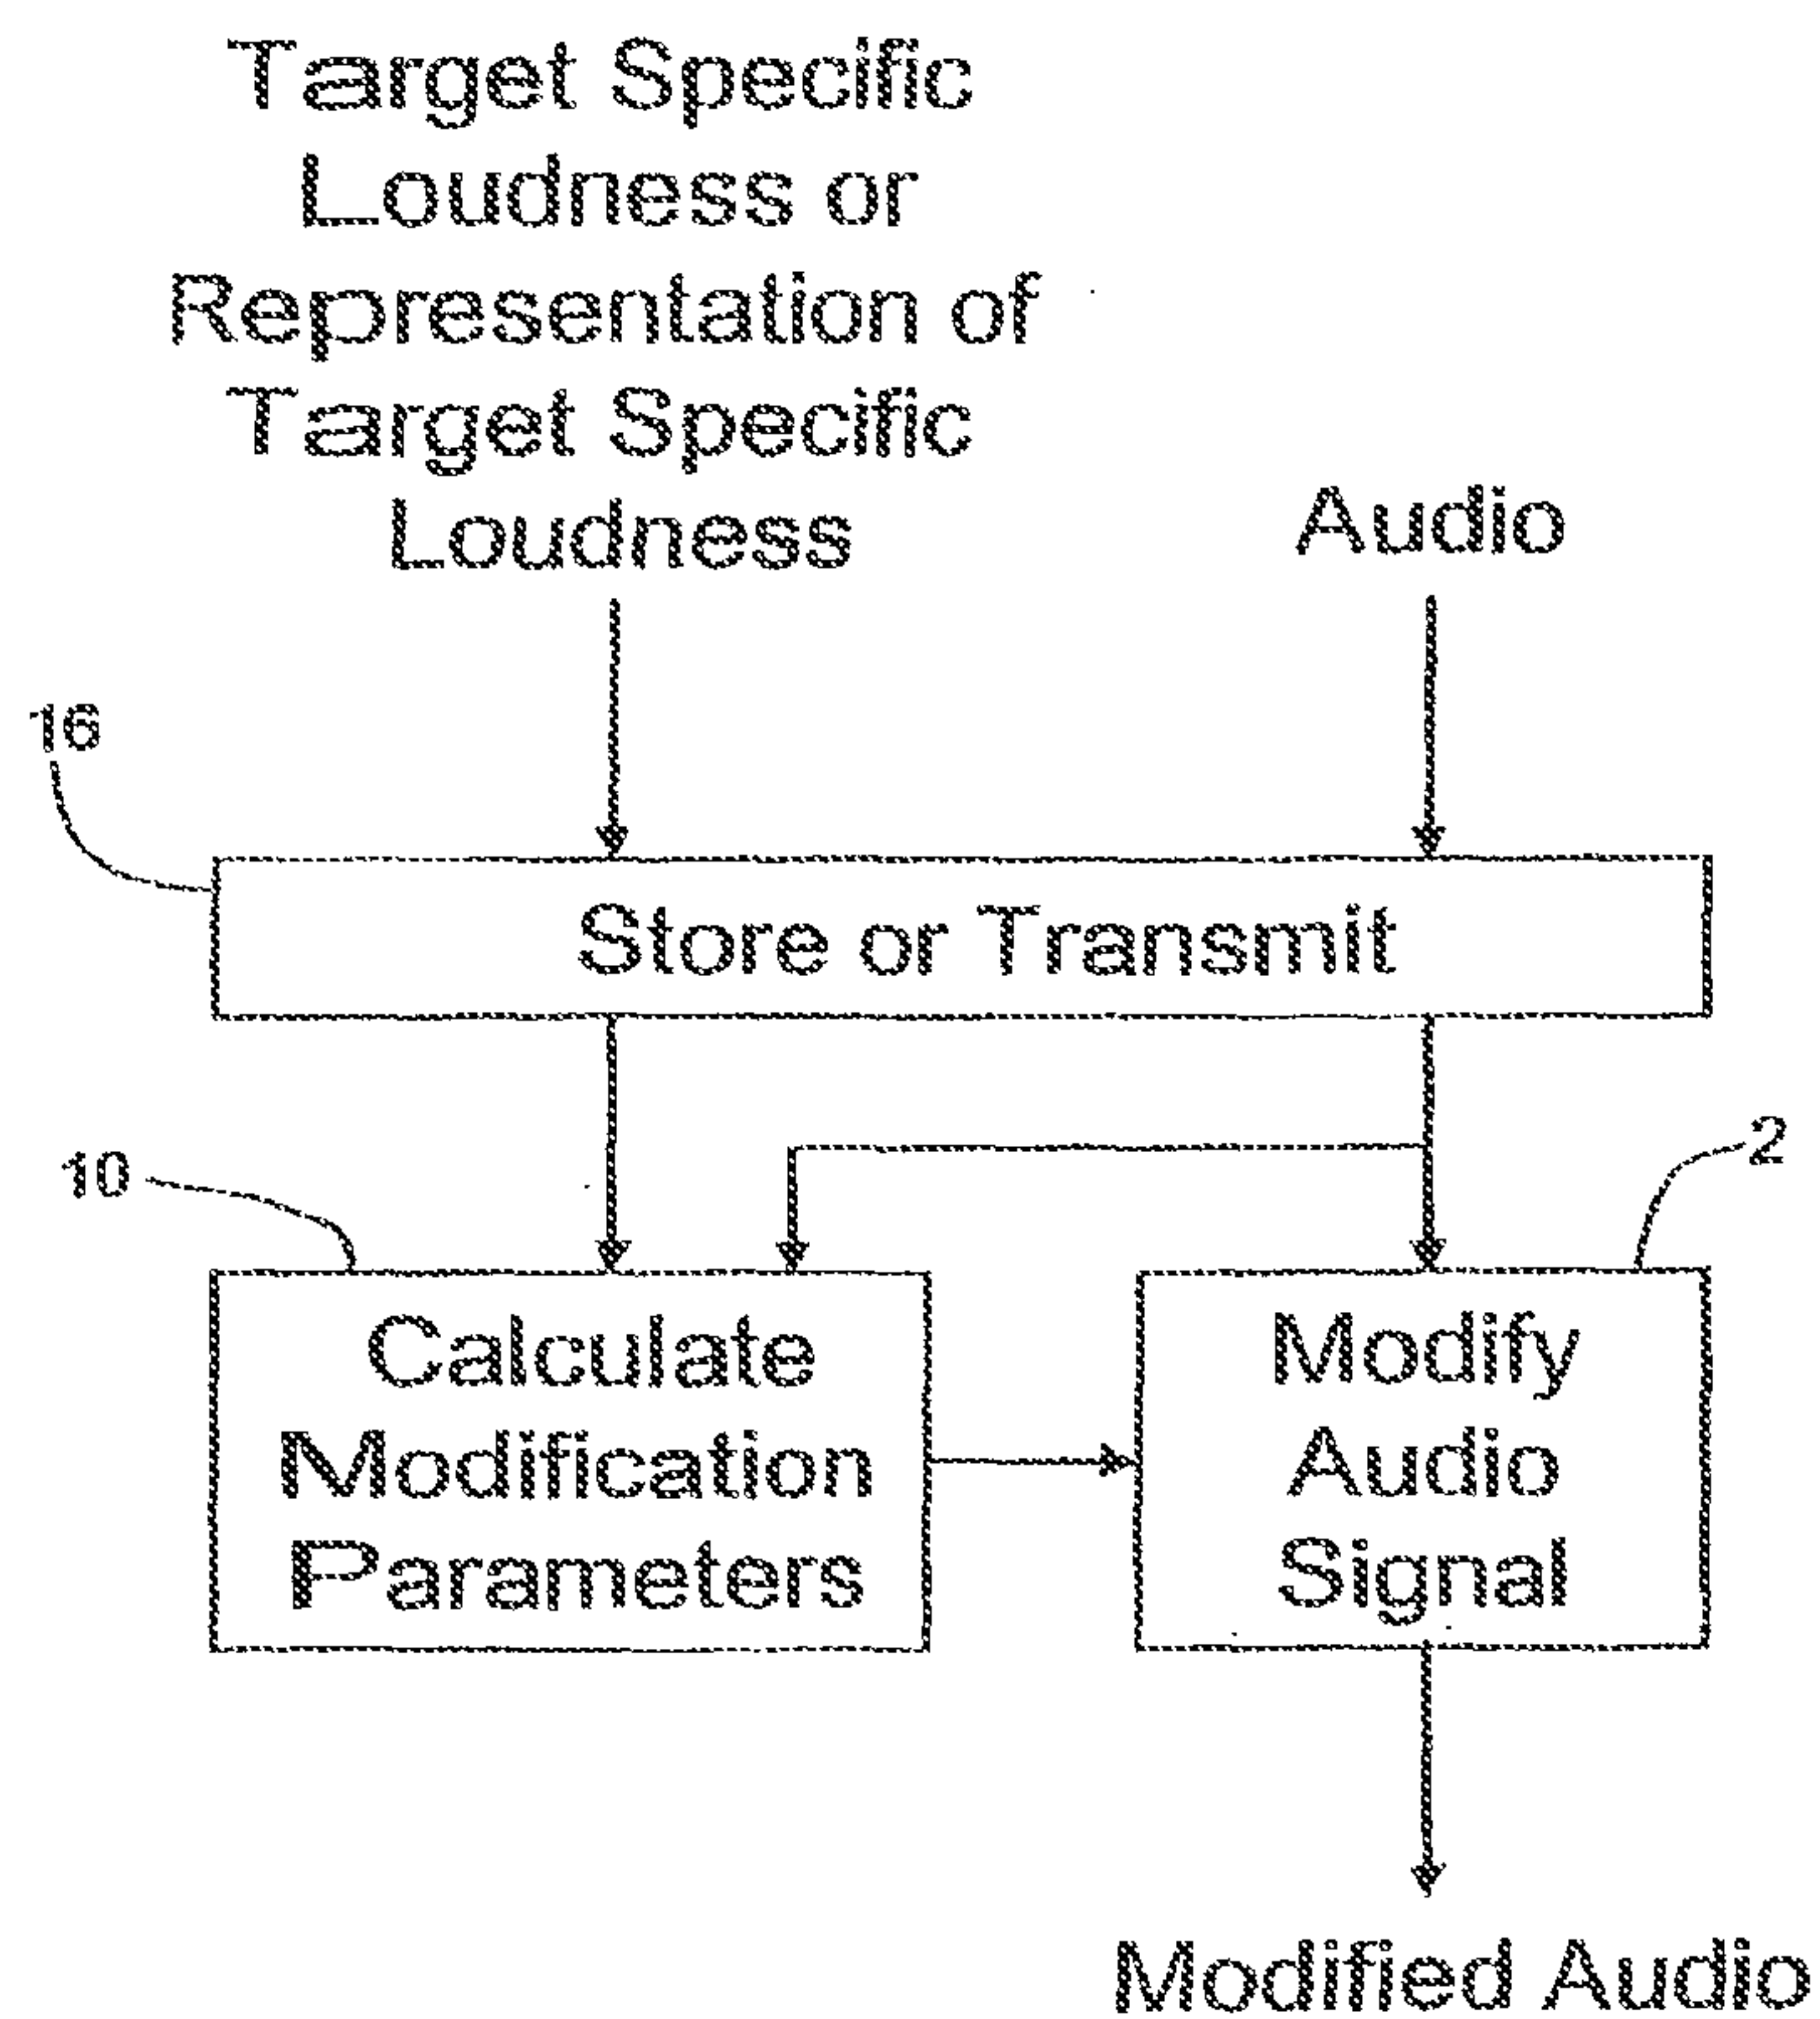 Target Specific
Loudness or
Representation of
Target Specific
Loudness
Audio
16
Store or Transmit
10
2
Calculate
Modification
Parameters
Modify
Audio
Signal
Modified Audio